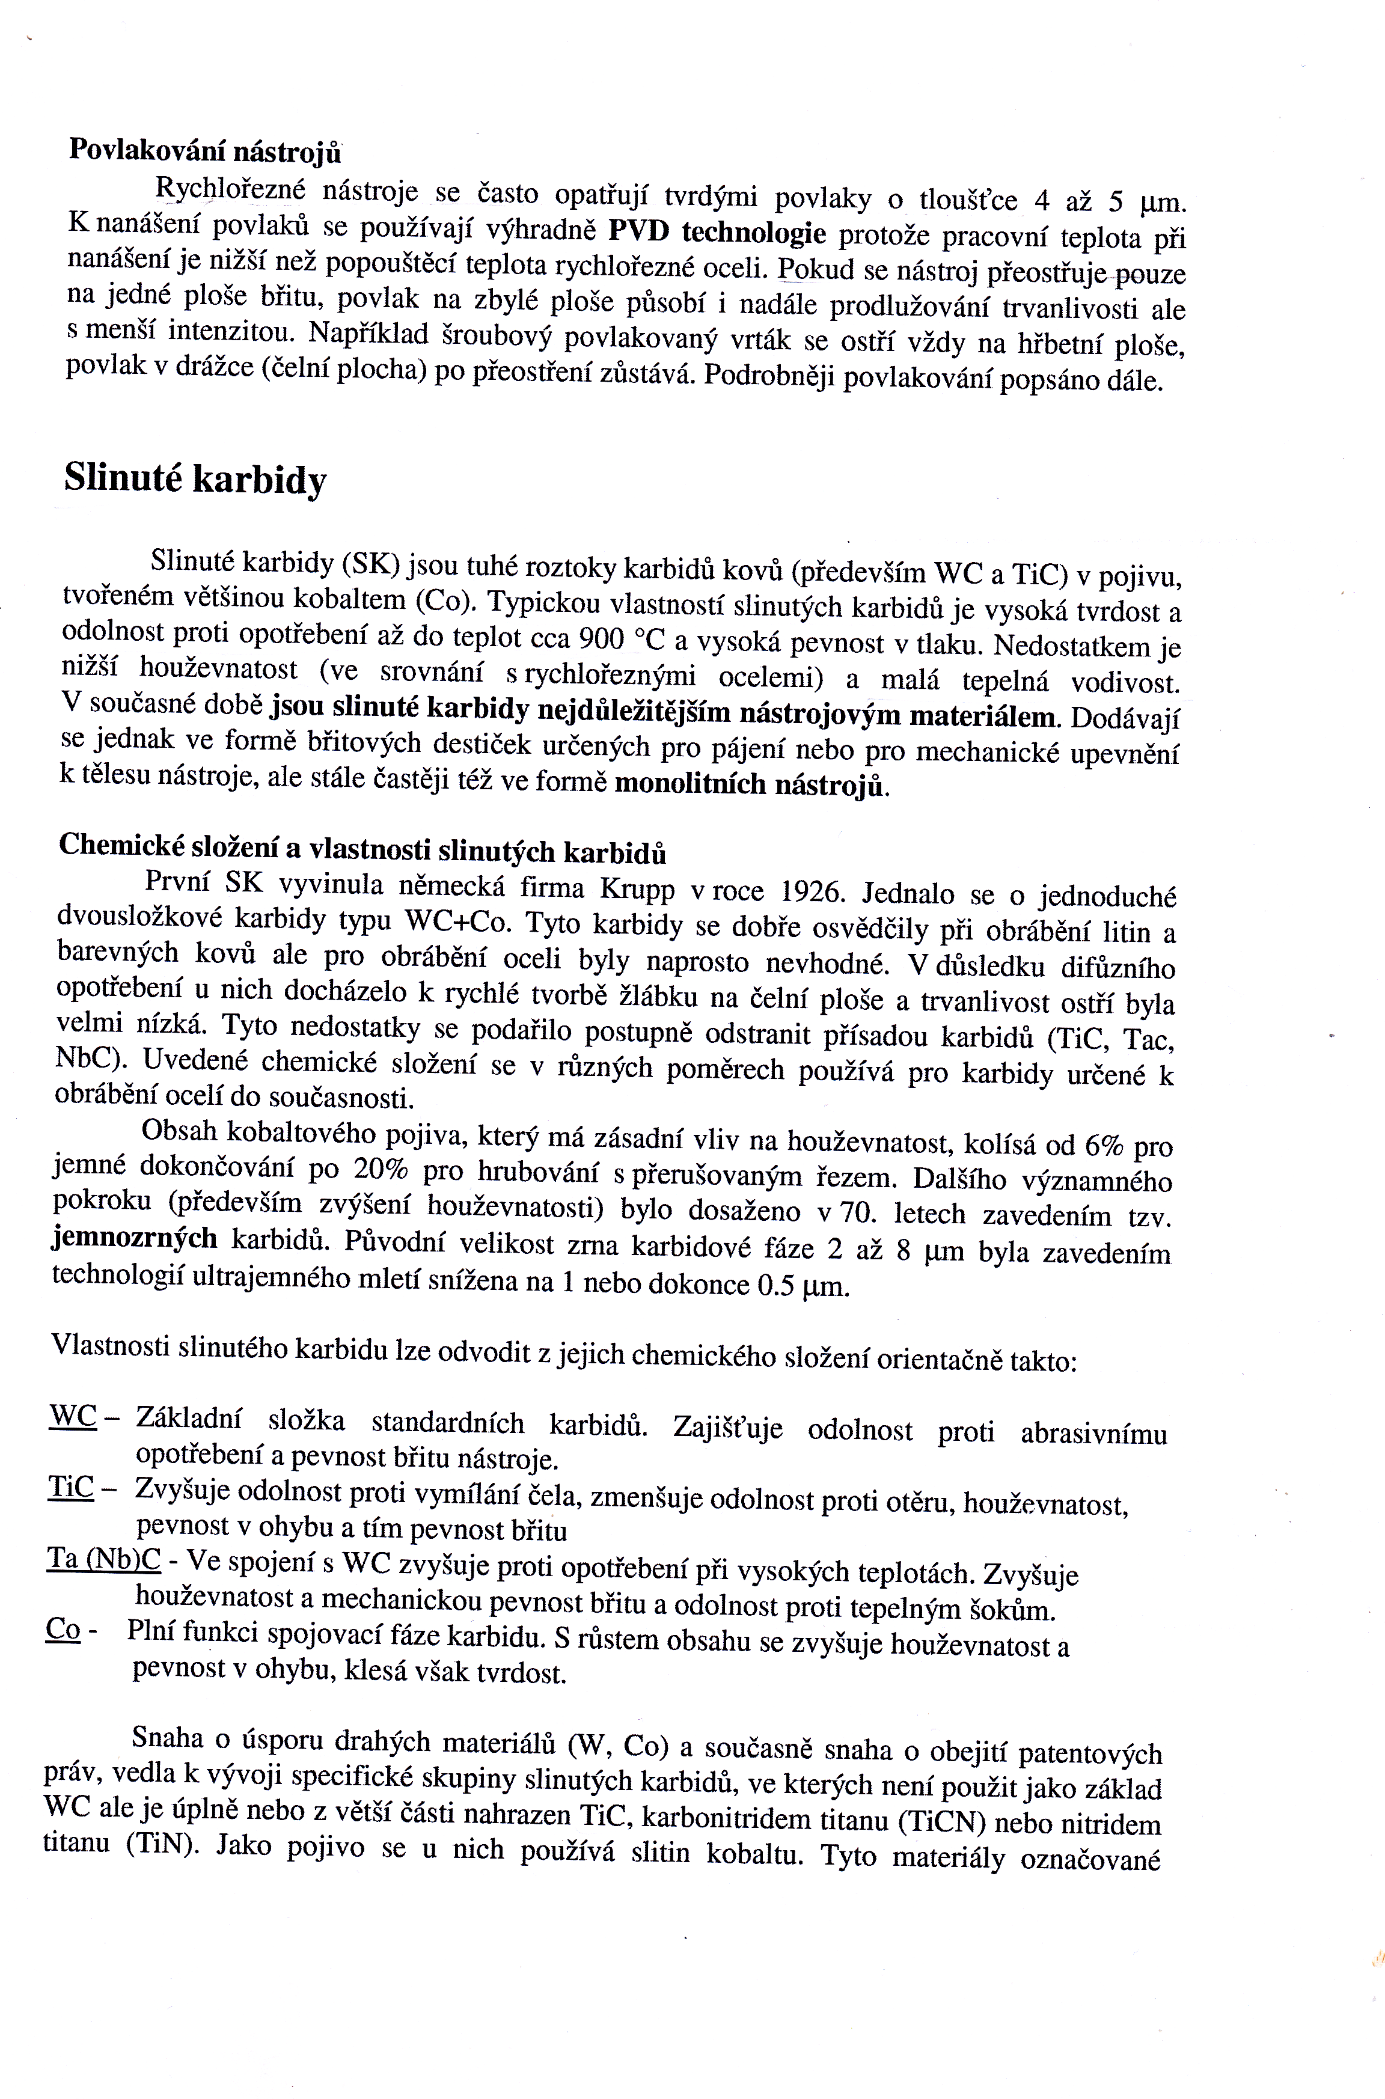 Povlakování nástrojů
Rychlořezné nástroje se často opatřují tvrdými povlaky o tloušťce 4 až 5 µm.
K nanášení povlaků se používají výhradně PVD technologie protože pracovní teplota při
nanášení je nižší než popouštěcí teplota rychlořezné oceli. Pokud se nástroj přeostřuje pouze
na jedné ploše břitu, povlak na zbylé ploše působí i nadále prodlužování trvanlivosti ale
s menší intenzitou. Například šroubový povlakovaný vrták se ostří vždy na hřbetní ploše,
povlak v drážce (čelní plocha) po přeostření zůstává. Podrobněji povlakování popsáno dále.
Slinuté karbidy
Slinuté karbidy (SK) jsou tuhé roztoky karbidů kovů (především WC a TiC) v pojivu,
tvořeném většinou kobaltem (Co). Typickou vlastností slinutých karbidů je vysoká tvrdost a
odolnost proti opotřebení až do teplot cca 900 °C a vysoká pevnost v tlaku. Nedostatkem je
nižší houževnatost (ve srovnání s rychlořeznými ocelemi) a malá tepelná vodivost.
V současné době jsou slinuté karbidy nejdůležitějším nástrojovým materiálem. Dodávají
se jednak ve formě břitových destiček určených pro pájení nebo pro mechanické upevnění
k tělesu nástroje, ale stále častěji též ve formě monolitních nástrojů.
Chemické složení a vlastnosti slinutých karbidů
První SK vyvinula německá firma Krupp v roce 1926. Jednalo se o jednoduché
dvousložkové karbidy typu WC+Co. Tyto karbidy se dobře osvědčily při obrábění litin a
barevných kovů ale pro obrábění oceli byly naprosto nevhodné. V důsledku difůzního
opotřebení u nich docházelo k rychlé tvorbě žlábku na čelní ploše a trvanlivost ostří byla
velmi nízká. Tyto nedostatky se podařilo postupně odstranit přísadou karbidů (TiC, Tac,
NbC). Uvedené chemické složení se v různých poměrech používá pro karbidy určené k
obrábění ocelí do současnosti.
Obsah kobaltového pojiva, který má zásadní vliv na houževnatost, kolísá od 6% pro
jemné dokončování po 20% pro hrubování s přerušovaným řezem. Dalšího významného
pokroku (především zvýšení houževnatosti) bylo dosaženo v 70. letech zavedením tzv.
jemnozrných karbidů. Původní velikost zrna karbidové fáze 2 až 8 µm byla zavedením
technologií ultrajemného mletí snížena na 1 nebo dokonce 0.5 µm.
Vlastnosti slinutého karbidu lze odvodit z jejich chemického složení orientačně takto:
WC – Základní složka standardních karbidů. Zajišťuje odolnost proti abrasivnímu
opotřebení a pevnost břitu nástroje.
TiC – Zvyšuje odolnost proti vymílání čela, zmenšuje odolnost proti otěru, houževnatost,
pevnost v ohybu a tím pevnost břitu
Ta (Nb)C - Ve spojení s WC zvyšuje proti opotřebení při vysokých teplotách. Zvyšuje
houževnatost a mechanickou pevnost břitu a odolnost proti tepelným šokům.
Co - Plní funkci spojovací fáze karbidu. S růstem obsahu se zvyšuje houževnatost a
pevnost v ohybu, klesá však tvrdost.
Snaha o úsporu drahých materiálů (W, Co) a současně snaha o obejití patentových
práv, vedla k vývoji specifické skupiny slinutých karbidů, ve kterých není použit jako základ
WC ale je úplně nebo z větší části nahrazen TiC, karbonitridem titanu (TiCN) nebo nitridem
titanu (TiN). Jako pojivo se u nich používá slitin kobaltu. Tyto materiály označované